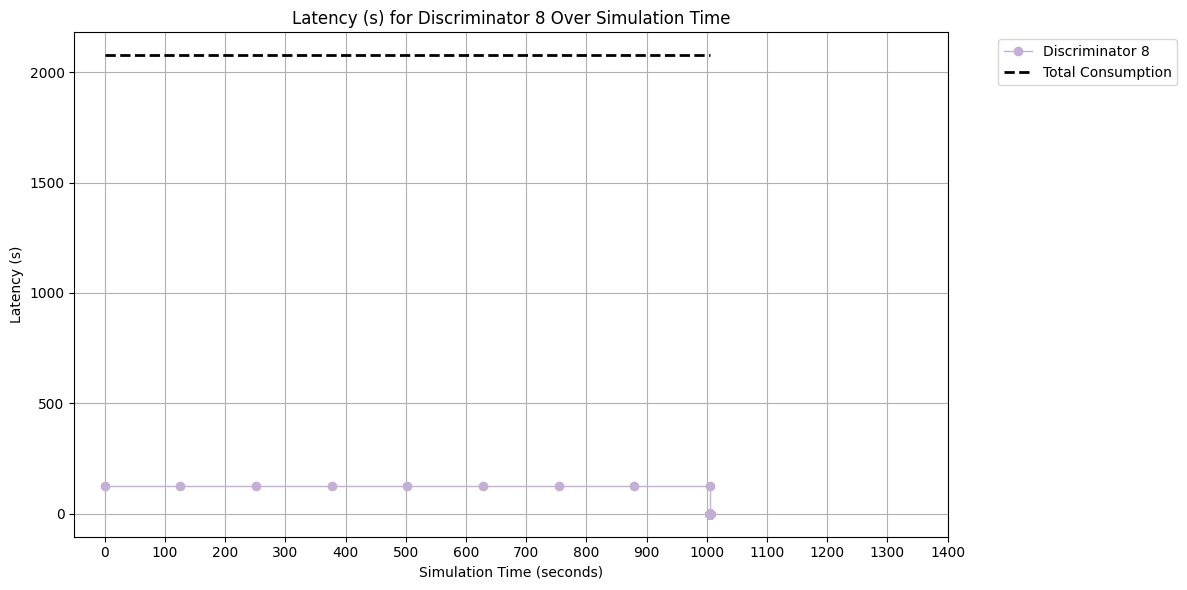 Latency (s) for Discriminator 8 Over Simulation Time
Discriminator 8
Total Consumption
Latency (s)
2000
1500
1000
500
0
0 100 200 300 400 500 600 700 800 900 1000 1100 1200 1300 1400
Simulation Time (seconds)